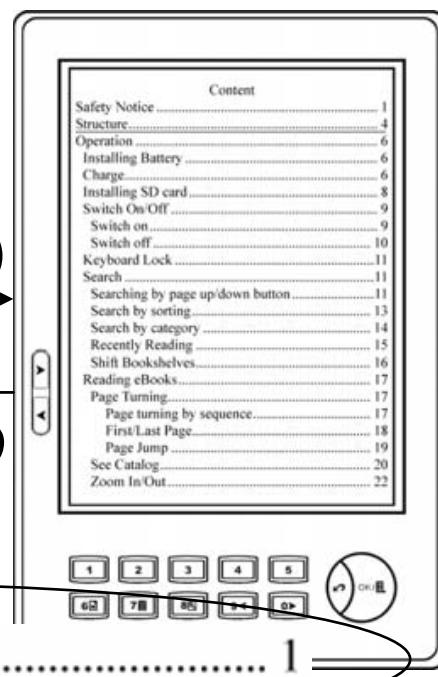 Content
Safety Notice ........ 1
Structure ........ 4
Operation ........ 6
Installing Battery ........ 6
Charge ........ 6
Installing SD card ........ 8
Switch On/Off ........ 9
Switch on ........ 9
Switch off ........ 10
Keyboard Lock ........ 11
Search ........ 11
Searching by page up/down button ........ 11
Search by sorting ........ 13
Search by category ........ 14
Recently Reading ........ 15
Shift Bookshelves ........ 16
Reading eBooks ........ 17
Page Turning ........ 17
Page turning by sequence ........ 17
First/Last Page ........ 18
Page Jump ........ 19
See Catalog ........ 20
Zoom In/Out ........ 22
1 2 3 4 5
OK/
6 7 8 9 0
........ 1